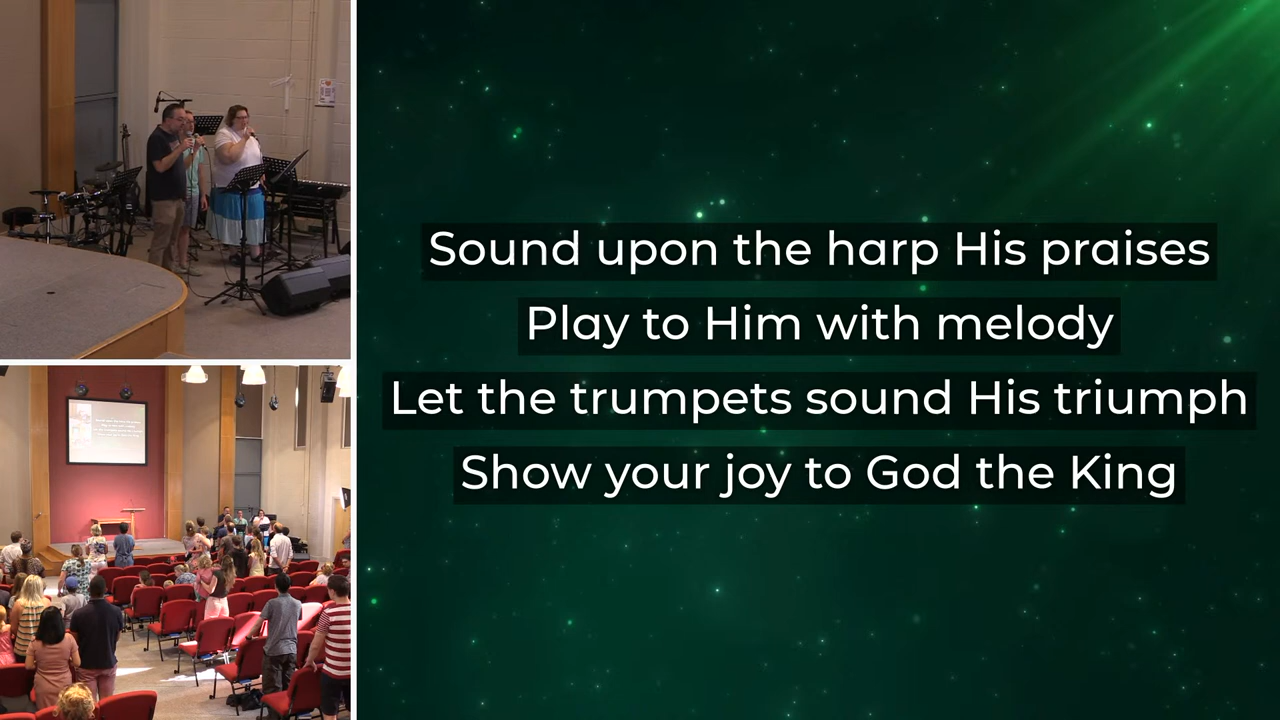 Sound upon the harp His praises
Play to Him with melody
Let the trumpets sound His triumph
Show your joy to God the King